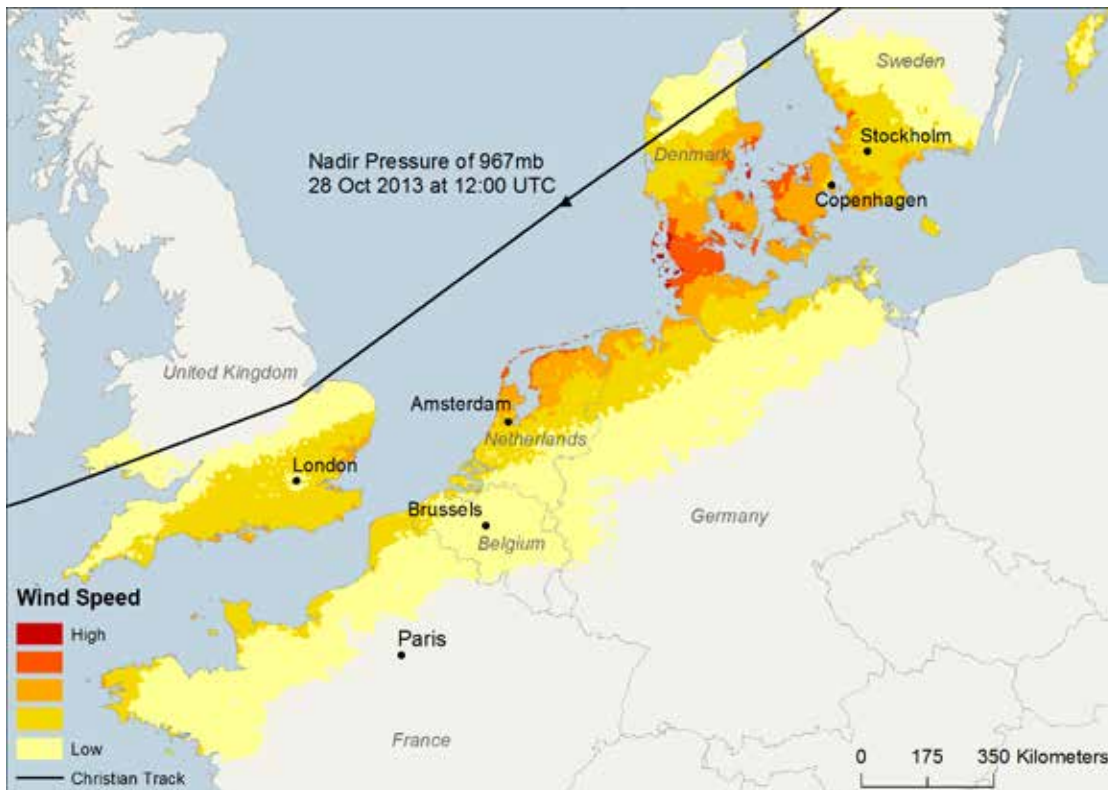 Sweden
Stockholm
Nadir Pressure of 967mb
28 Oct 2013 at 12:00 UTC
Denmark
Copenhagen
United Kingdom
Amsterdam
Netherlands
London
Brussels
Belgium
Germany
Wind Speed
High
Low
Christian Track
Paris
France
0 175 350 Kilometers